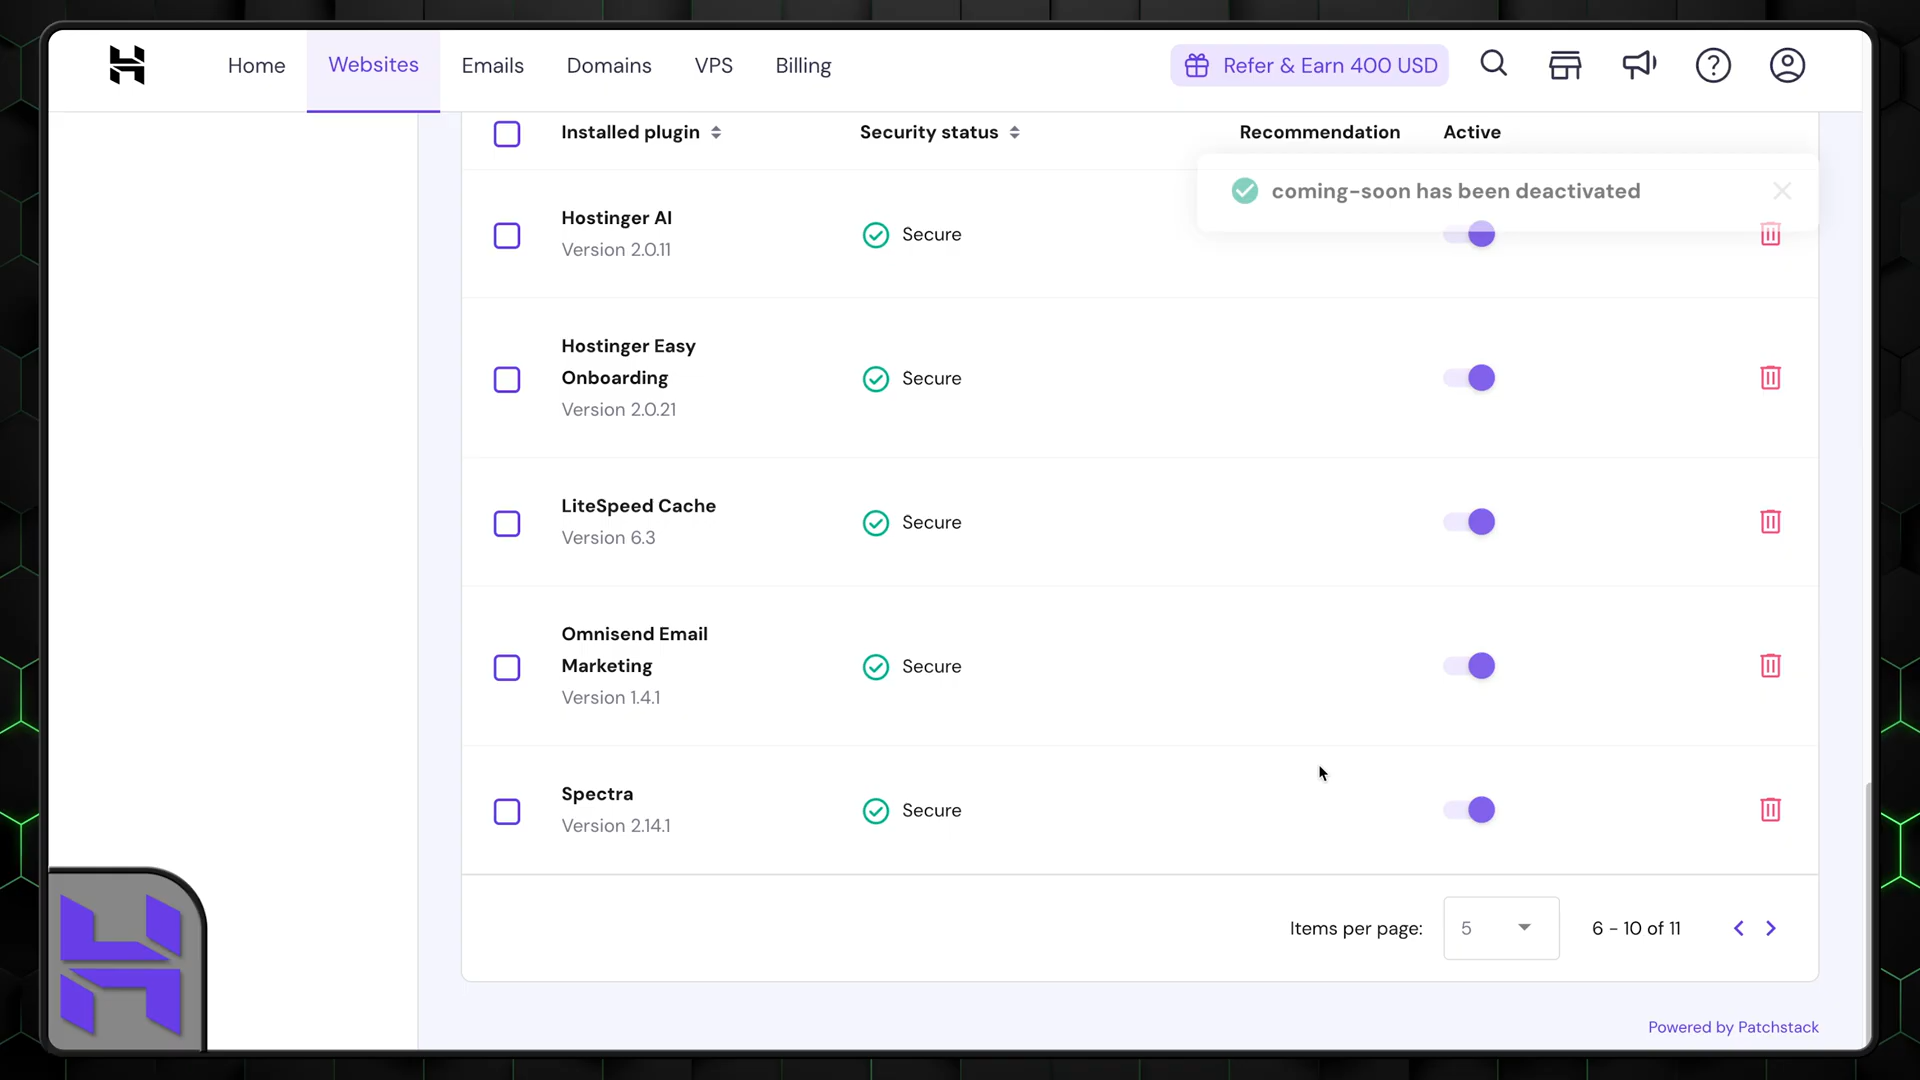 Home
Websites
Emails
Domains
VPS
Billing
Refer & Earn 400 USD
Installed plugin
Security status
Recommendation
Active
coming-soon has been deactivated
Hostinger AI
Version 2.0.11
Secure
Hostinger Easy
Onboarding
Version 2.0.21
Secure
LiteSpeed Cache
Version 6.3
Secure
Omnisend Email
Marketing
Version 1.4.1
Secure
Spectra
Version 2.14.1
Secure
Items per page:
5
6 - 10 of 11
Powered by Patchstack